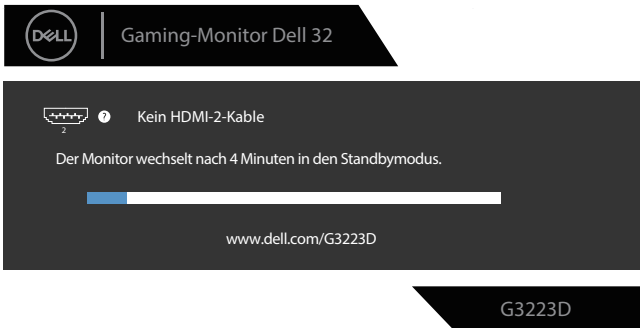 DELL
Gaming-Monitor Dell 32
? Kein HDMI-2-Kable
2
Der Monitor wechselt nach 4 Minuten in den Standbymodus.
www.dell.com/G3223D
G3223D